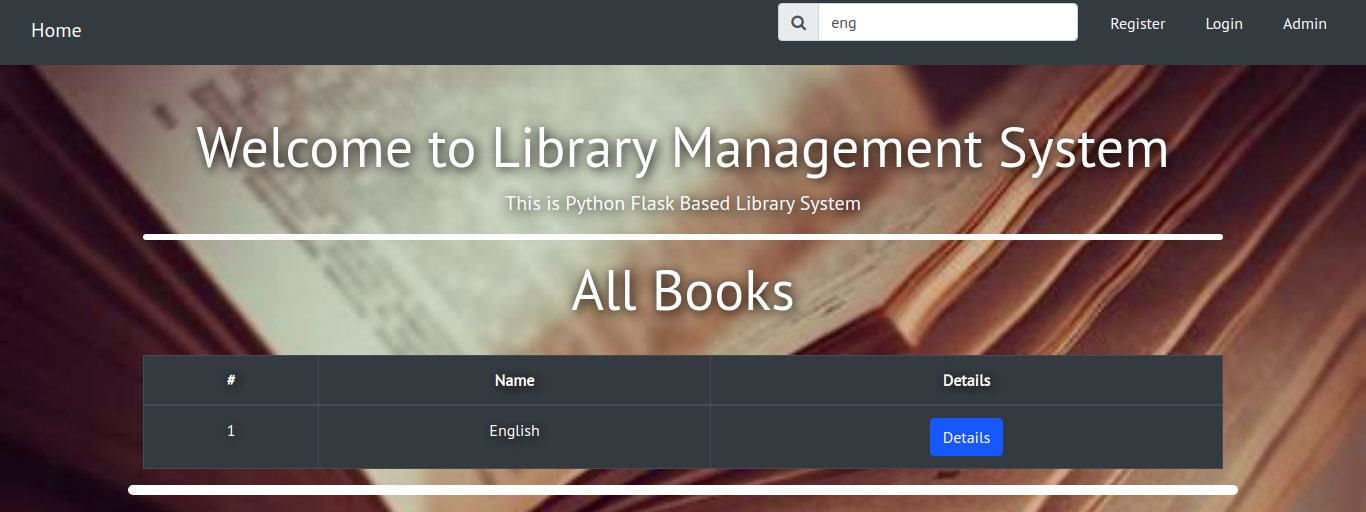 Home eng Register Login Admin
Welcome to Library Management System
This is Python Flask Based Library System
All Books
# Name Details
1 English Details